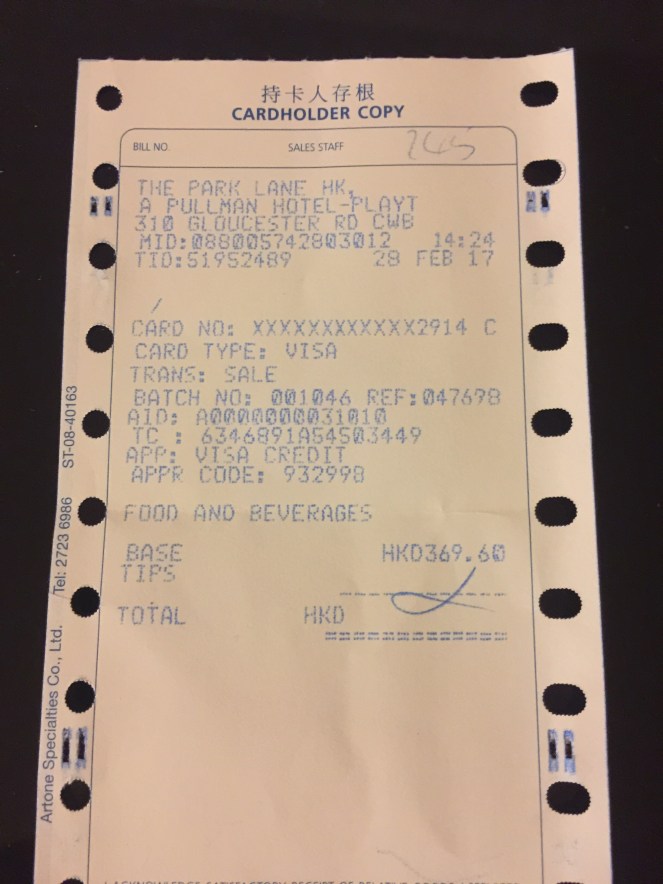 持卡人存根
CARDHOLDER COPY
BILL NO. SALES STAFF 245
THE PARK LANE HK,
A PULLMAN HOTEL-PLAYT
310 GLOUCESTER RD CWB
MID:088005742803012 14:24
TID:51952489 28 FEB 17
/
CARD NO: XXXXXXXXXXXX2914 C
CARD TYPE: VISA
TRANS: SALE
BATCH NO: 001046 REF:047698
AID: A0000000031010
TC : 6346891A54503449
APP: VISA CREDIT
APPR CODE: 932998
FOOD AND BEVERAGES
BASE HKD369.60
TIPS
TOTAL HKD
Artone Specialties Co., Ltd. Tel: 2723 6986 ST-08-40163